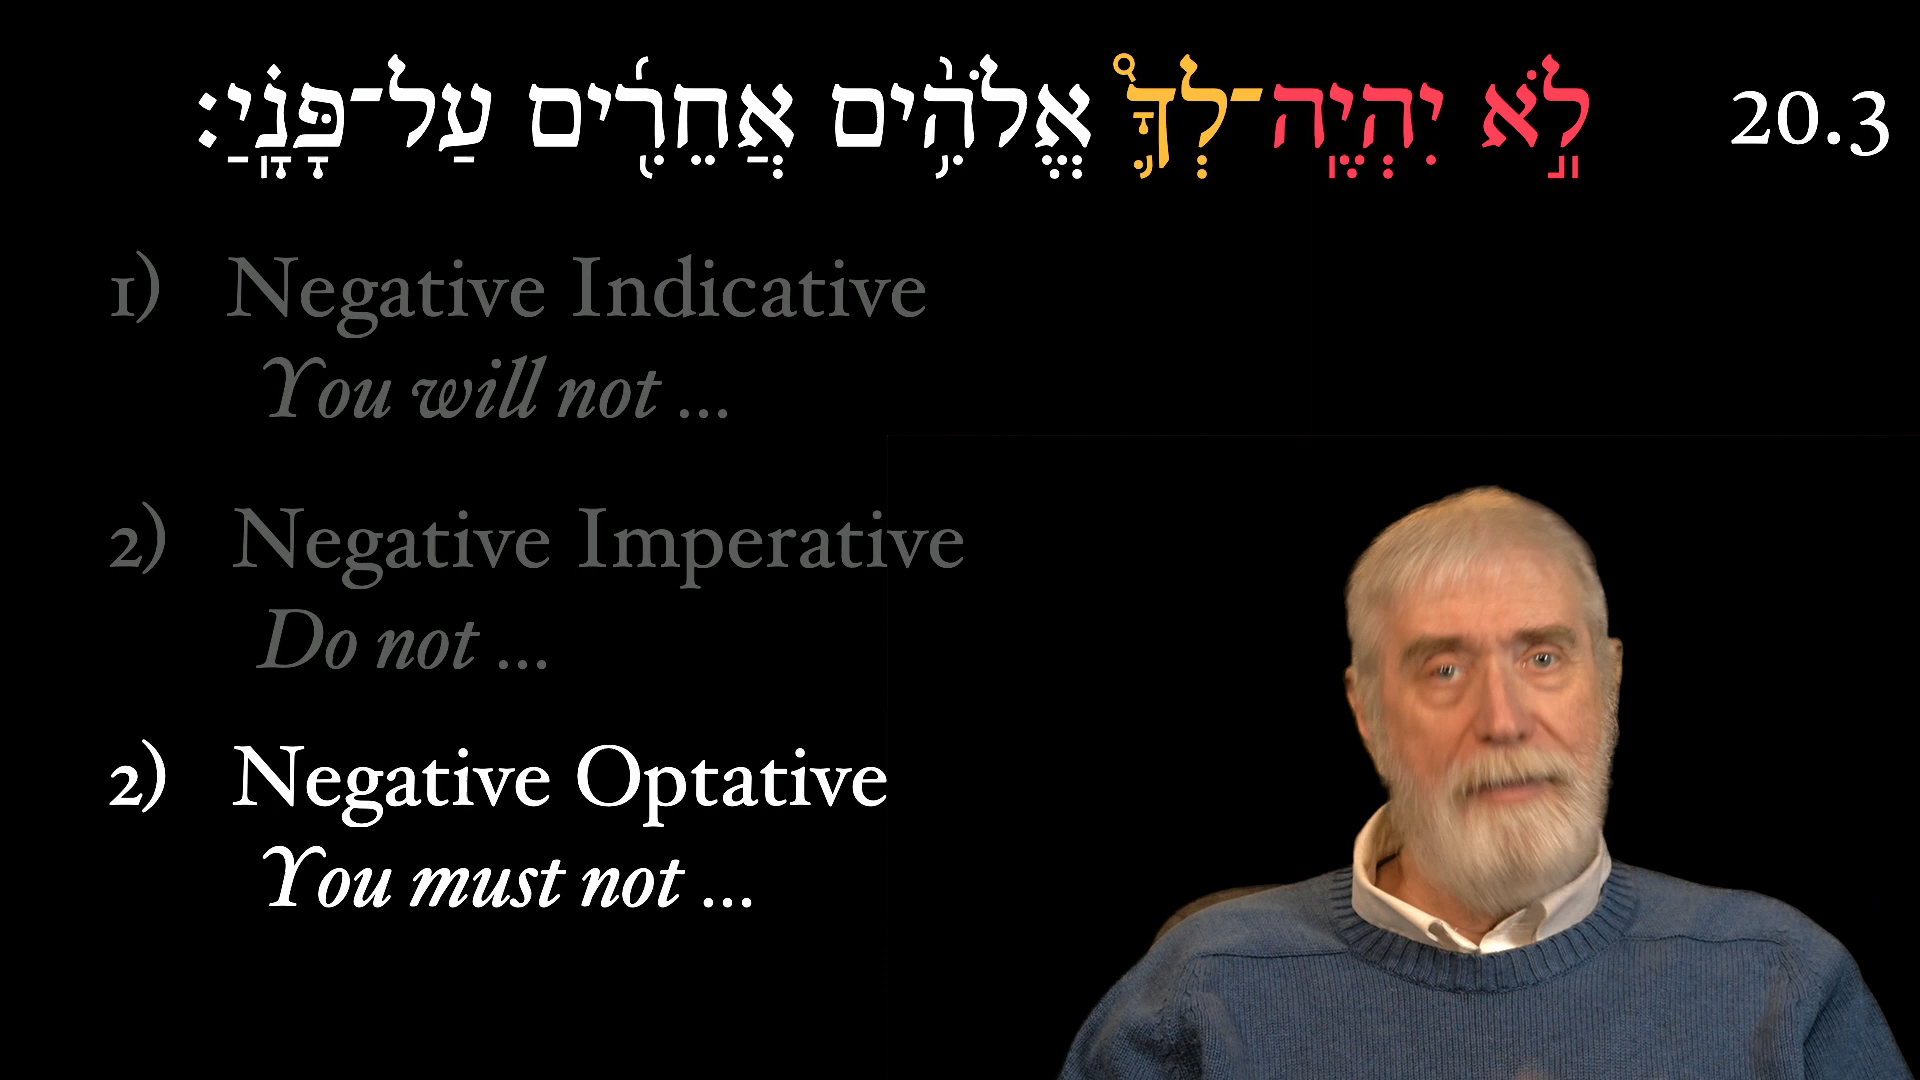 לֹ֣א יִהְיֶֽה־לְךָ֩֯ אֱלֹהִ֨ים אֲחֵרִ֜ים עַל־פָּנָֽ֗יַ׃ 20.3
1) Negative Indicative
You will not ...
2) Negative Imperative
Do not ...
2) Negative Optative
You must not ...